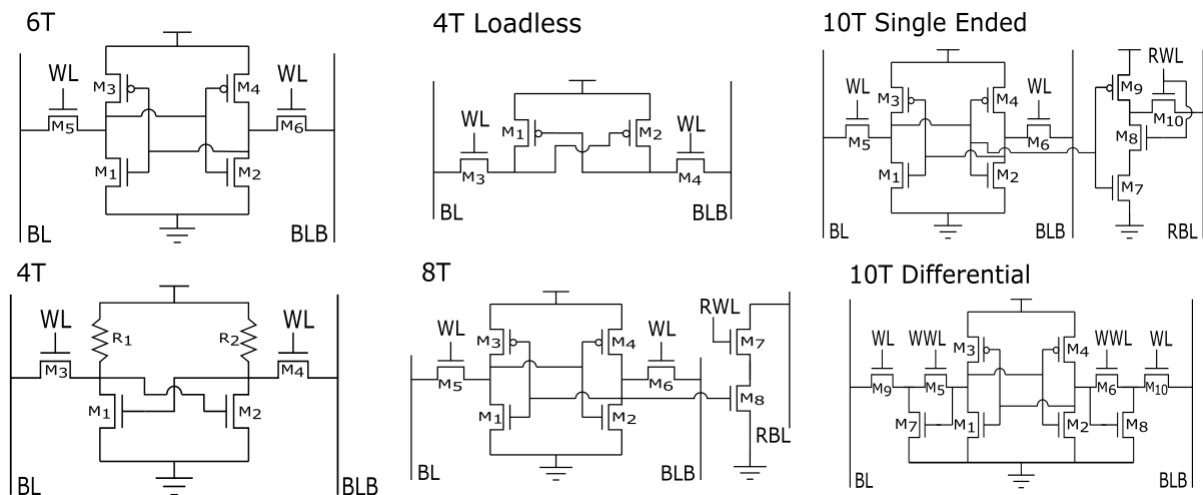 6T
WL
M3
M4
WL
M5
M6
M1
M2
BL
BLB
4T Loadless
WL
M1
M2
WL
M3
M4
BL
BLB
10T Single Ended
WL
M3
M4
WL
M9
RWL
M5
M6
M10
M8
M1
M2
M7
BL
BLB
RBL
4T
WL
R1
R2
WL
M3
M4
M1
M2
BL
BLB
8T
WL
M3
M4
WL
RWL
M7
M5
M6
M1
M2
M8
BL
BLB
RBL
10T Differential
WL
WWL
M3
M4
WWL
WL
M9
M5
M6
M10
M7
M1
M2
M8
BL
BLB